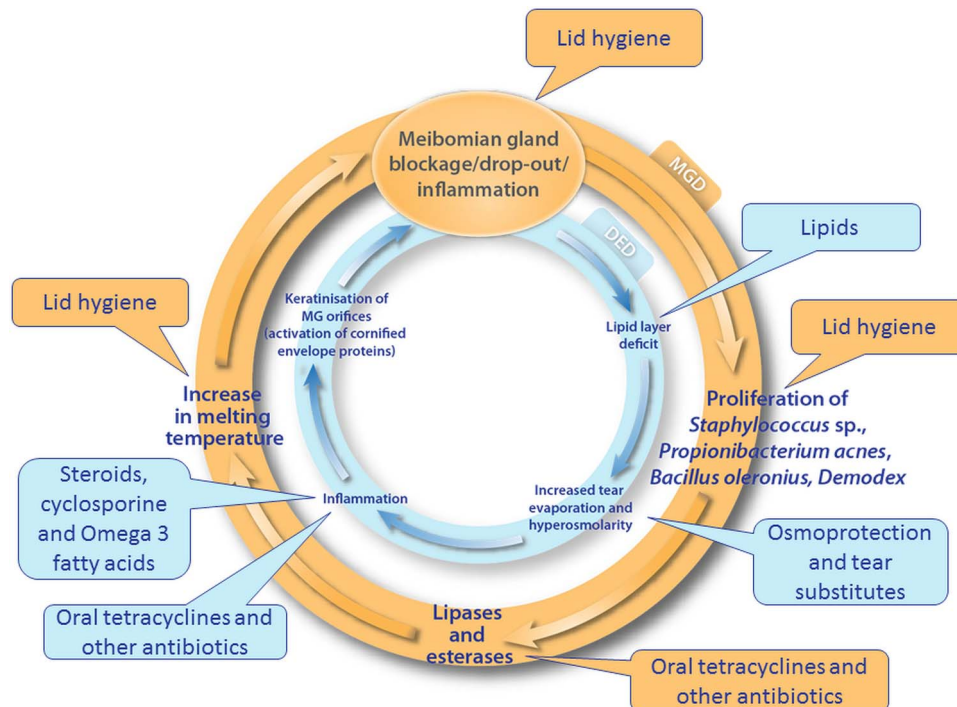 Lid hygiene
Meibomian gland
blockage/drop-out/
inflammation
MGD
DED
Lipids
Lid hygiene
Keratinisation of
MG orifices
(activation of cornified
envelope proteins)
Lipid layer
deficit
Lid hygiene
Increase
in melting
temperature
Proliferation of
Staphylococcus sp.,
Propionibacterium acnes,
Bacillus oleronius, Demodex
Steroids,
cyclosporine
and Omega 3
fatty acids
Inflammation
Increased tear
evaporation and
hyperosmolarity
Osmoprotection
and tear
substitutes
Oral tetracyclines and
other antibiotics
Lipases and
esterases
Oral tetracyclines and
other antibiotics